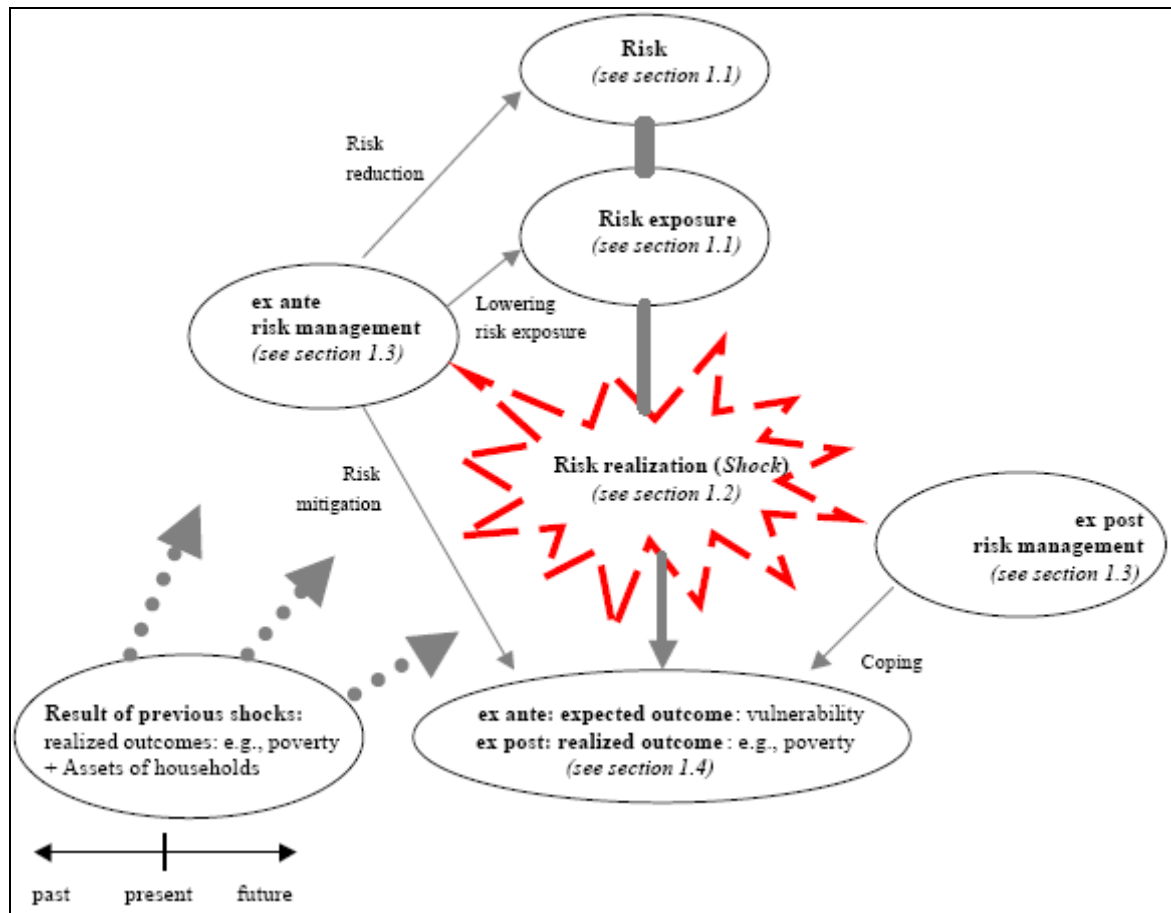 Risk
(see section 1.1)
Risk
reduction
Risk exposure
(see section 1.1)
ex ante
risk management
(see section 1.3)
Lowering
risk exposure
Risk realization (Shock)
(see section 1.2)
Risk
mitigation
ex post
risk management
(see section 1.3)
Coping
Result of previous shocks:
realized outcomes: e.g., poverty
+ Assets of households
ex ante: expected outcome: vulnerability
ex post: realized outcome : e.g., poverty
(see section 1.4)
past present future